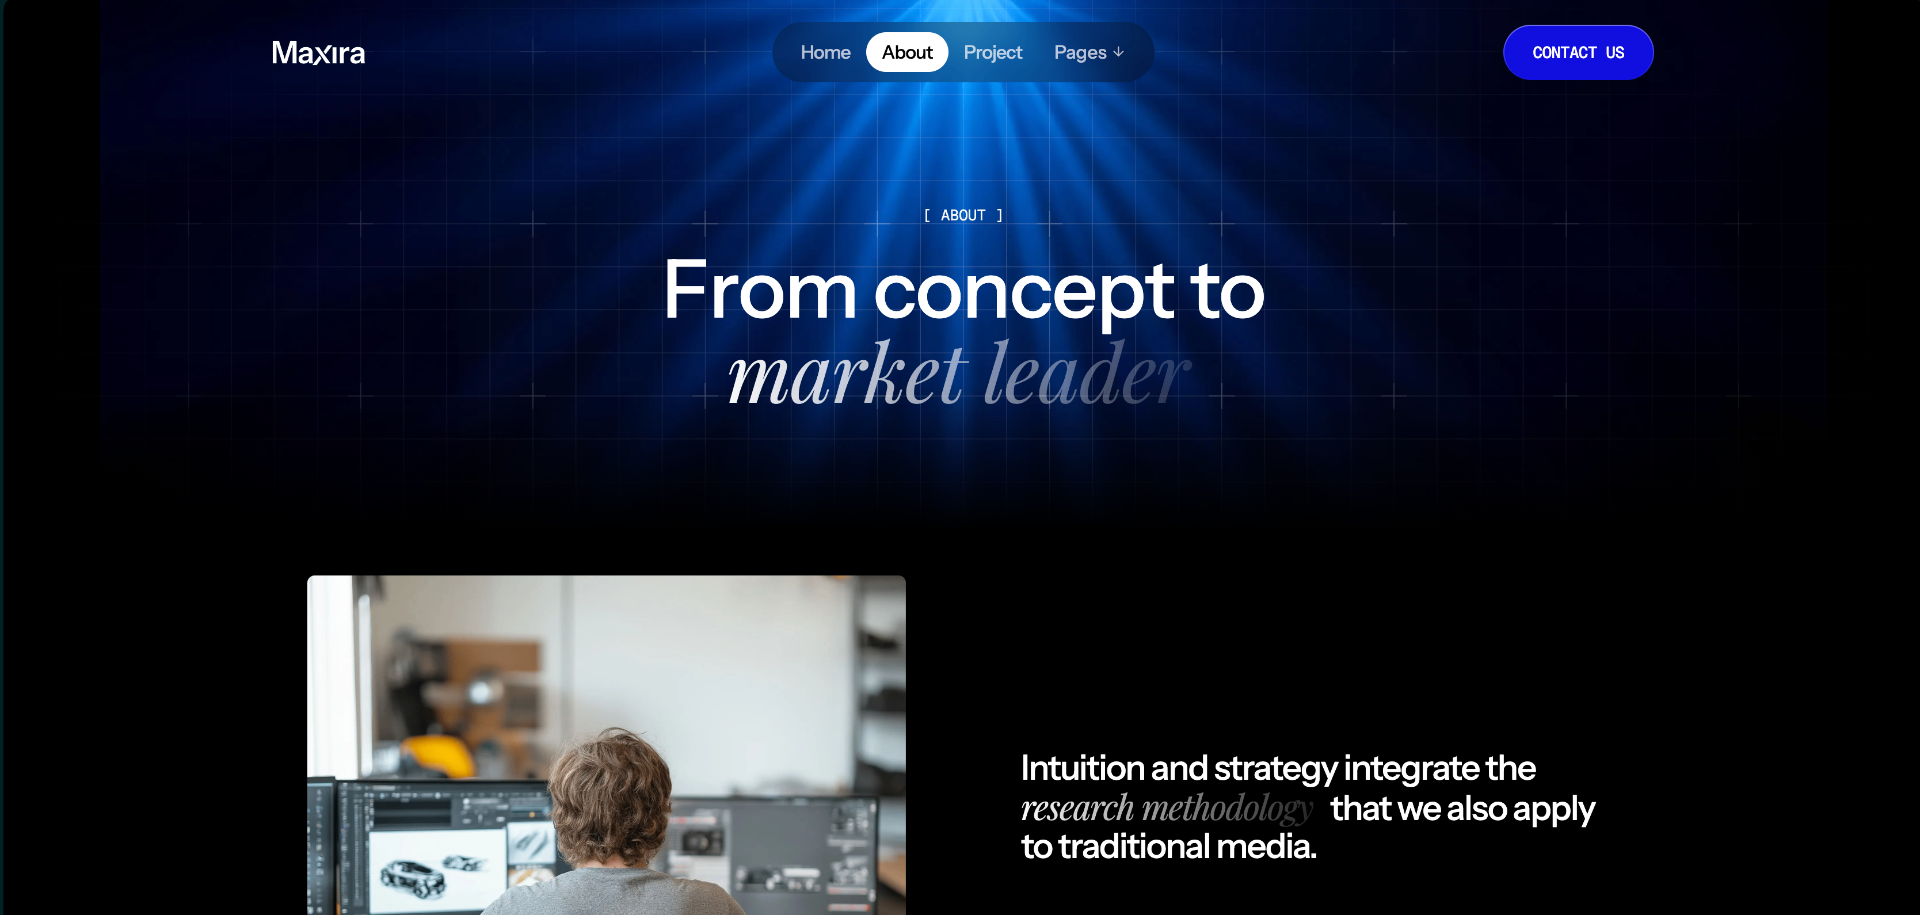 Maxıra
Home About Project Pages ↓
CONTACT US
[ ABOUT ]
From concept to
market leader
Intuition and strategy integrate the
research methodology that we also apply
to traditional media.